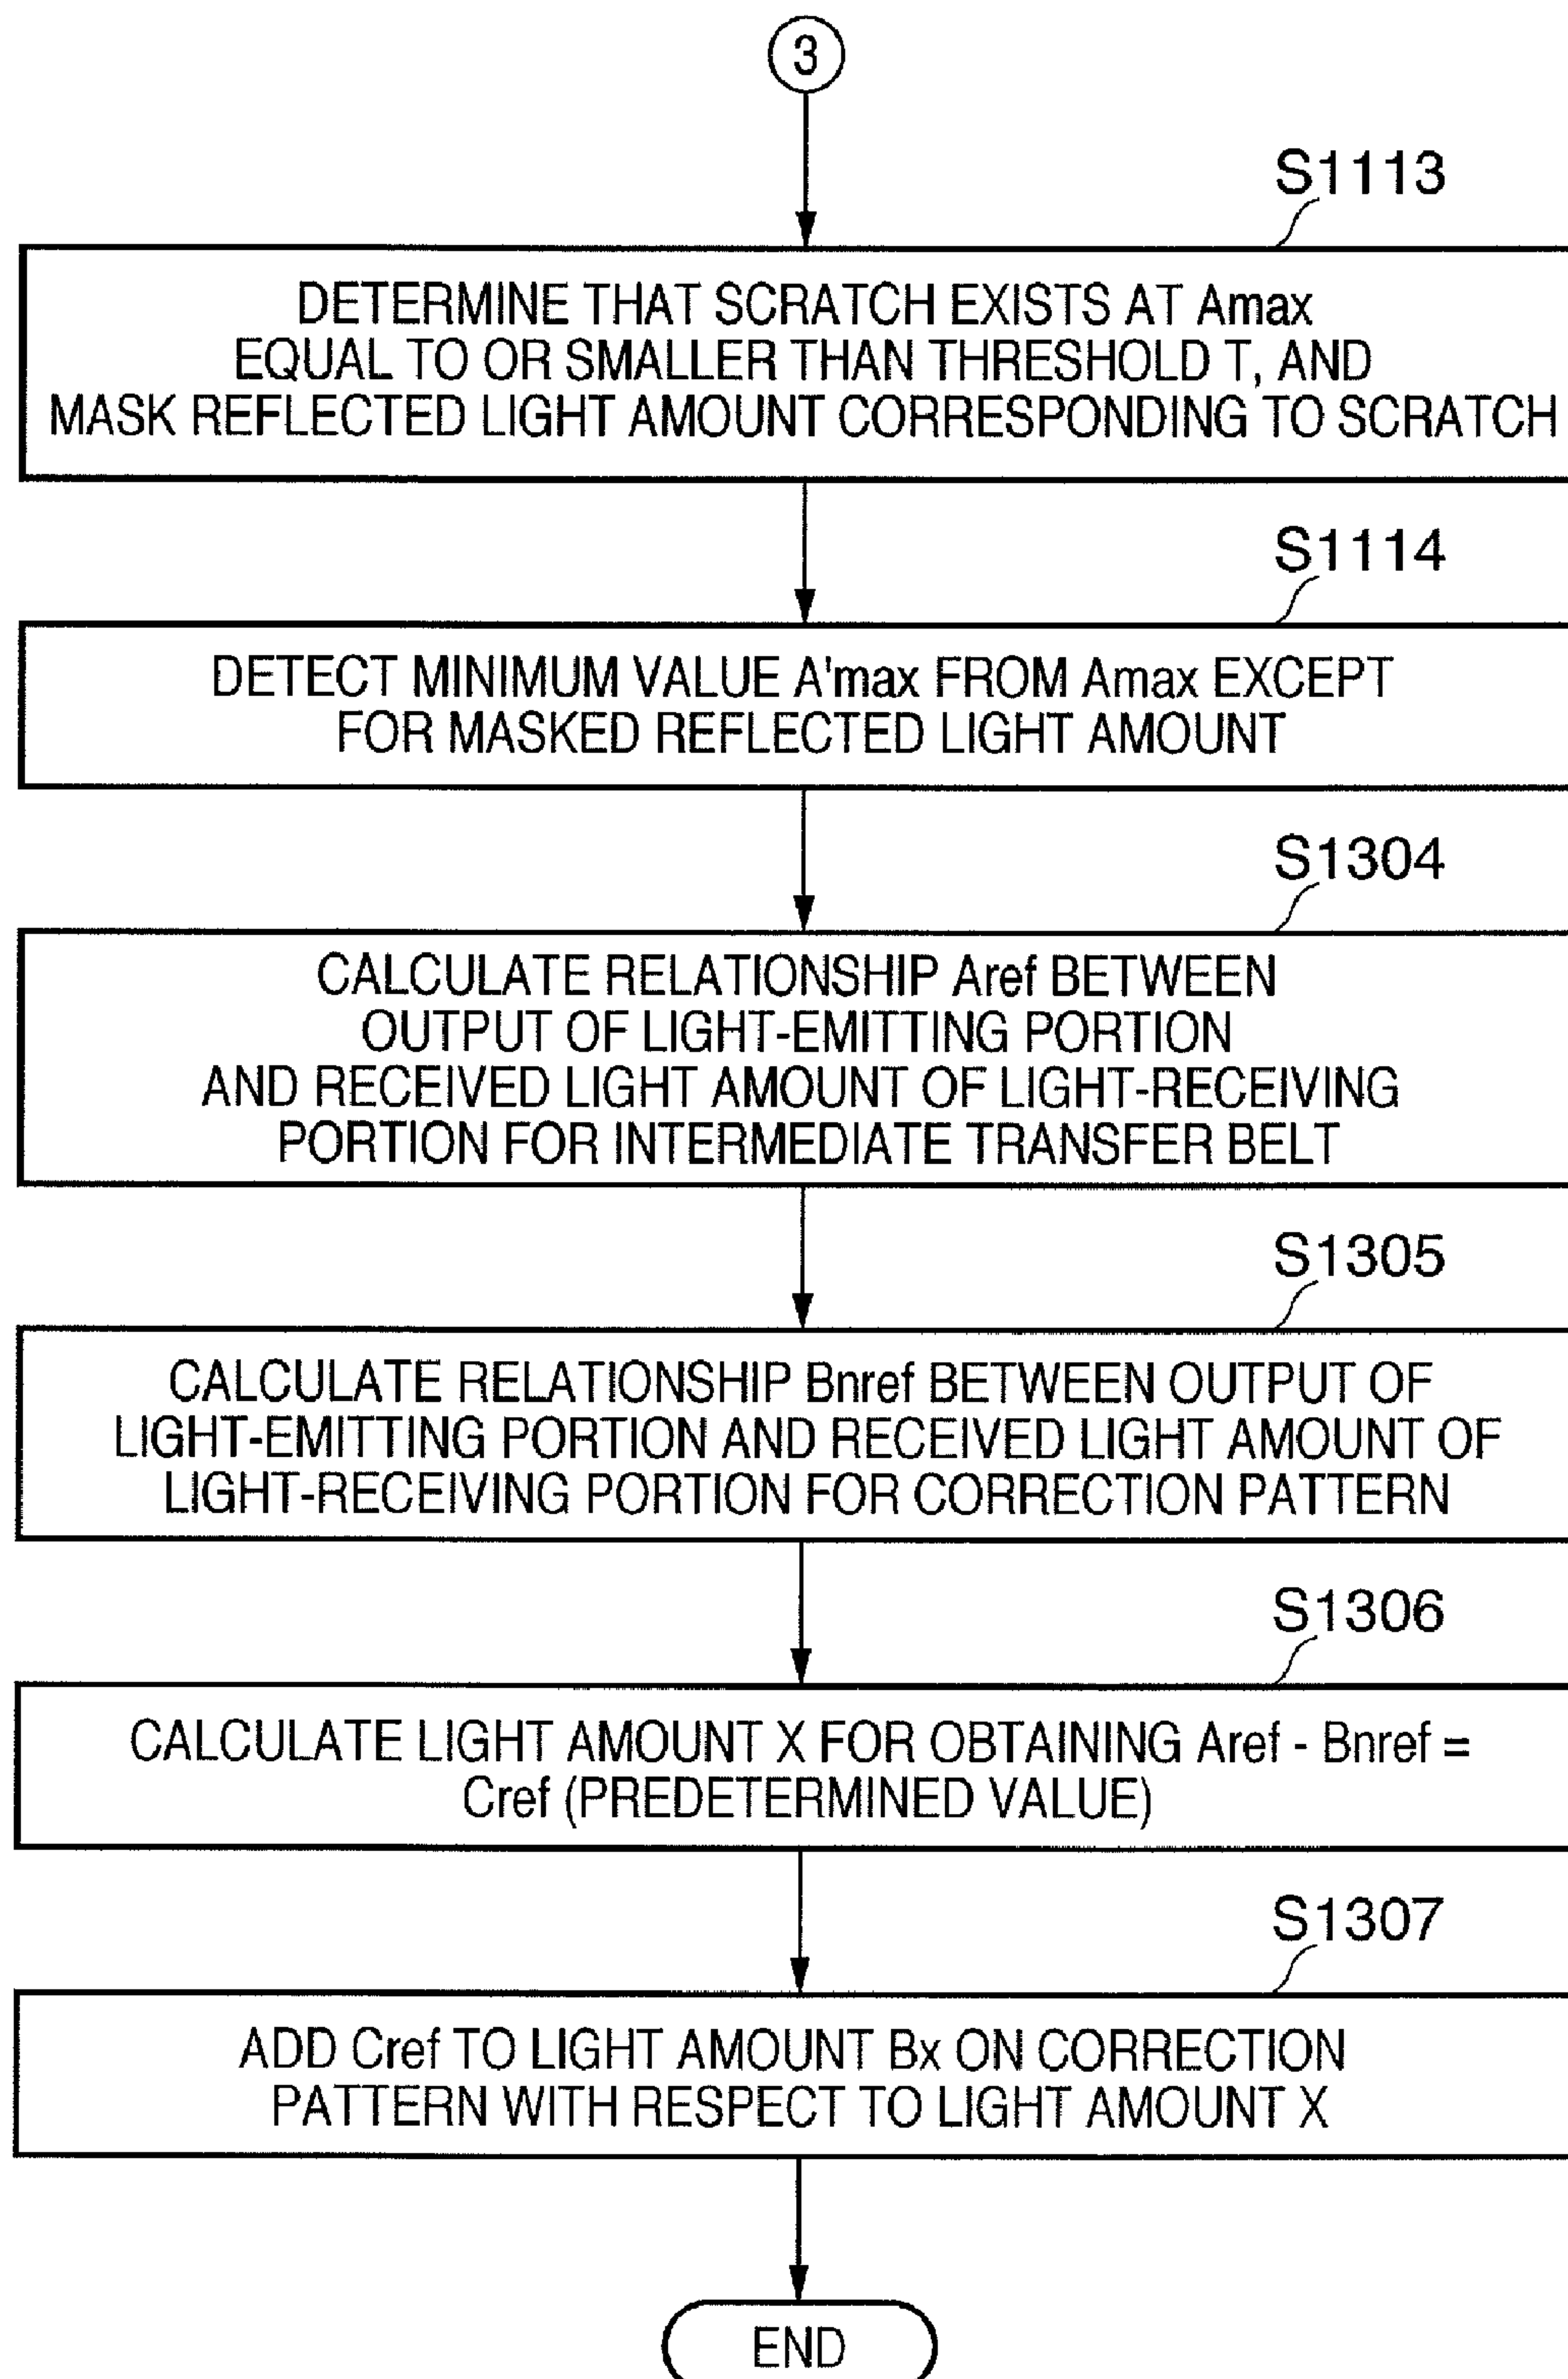 3
S1113
DETERMINE THAT SCRATCH EXISTS AT Amax
EQUAL TO OR SMALLER THAN THRESHOLD T, AND
MASK REFLECTED LIGHT AMOUNT CORRESPONDING TO SCRATCH
S1114
DETECT MINIMUM VALUE A'max FROM Amax EXCEPT
FOR MASKED REFLECTED LIGHT AMOUNT
S1304
CALCULATE RELATIONSHIP Aref BETWEEN
OUTPUT OF LIGHT-EMITTING PORTION
AND RECEIVED LIGHT AMOUNT OF LIGHT-RECEIVING
PORTION FOR INTERMEDIATE TRANSFER BELT
S1305
CALCULATE RELATIONSHIP Bnref BETWEEN OUTPUT OF
LIGHT-EMITTING PORTION AND RECEIVED LIGHT AMOUNT OF
LIGHT-RECEIVING PORTION FOR CORRECTION PATTERN
S1306
CALCULATE LIGHT AMOUNT X FOR OBTAINING Aref - Bnref =
Cref (PREDETERMINED VALUE)
S1307
ADD Cref TO LIGHT AMOUNT Bx ON CORRECTION
PATTERN WITH RESPECT TO LIGHT AMOUNT X
END